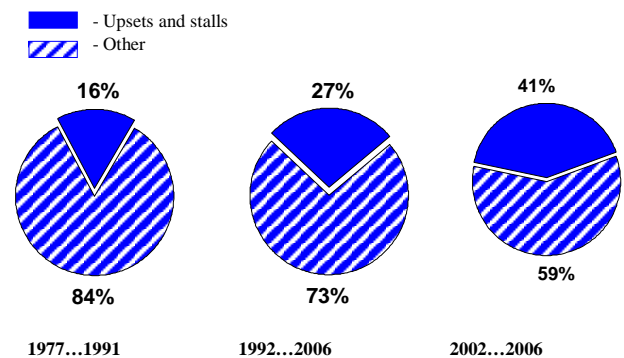 - Upsets and stalls
- Other
16% 27% 41%
84% 73% 59%
1977…1991 1992…2006 2002…2006